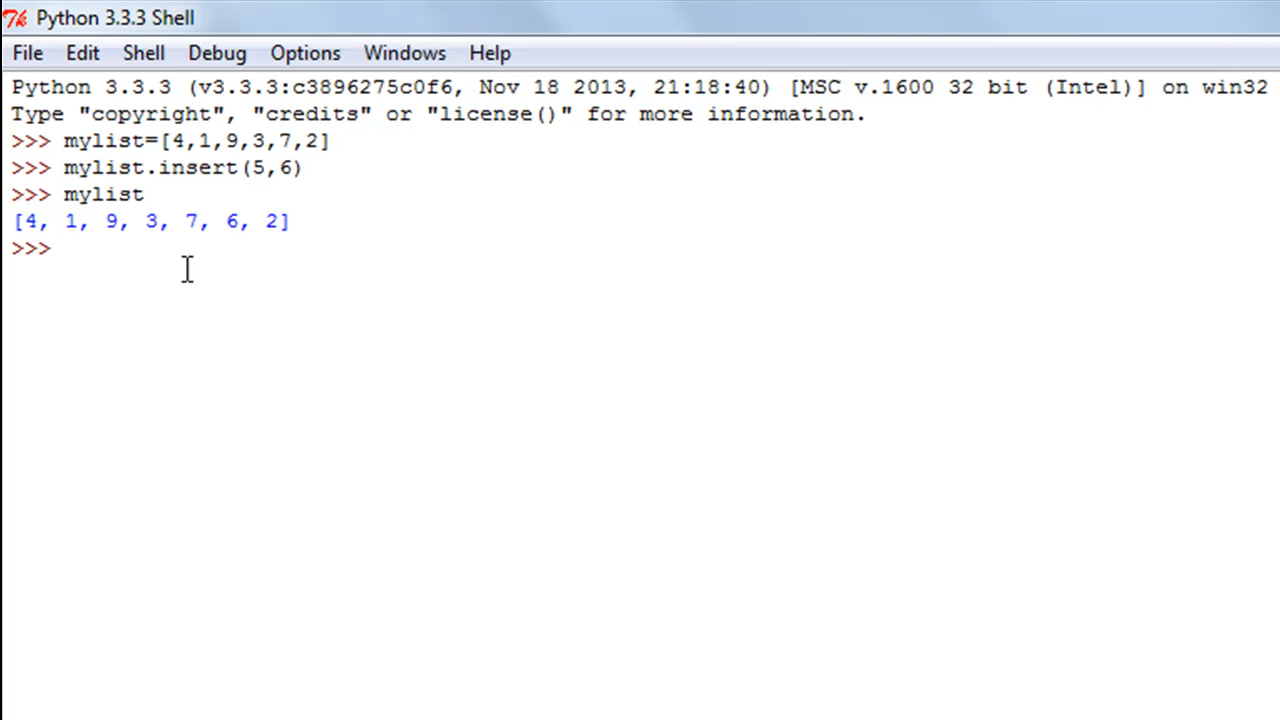 Python 3.3.3 Shell
File Edit Shell Debug Options Windows Help
Python 3.3.3 (v3.3.3:c3896275c0f6, Nov 18 2013, 21:18:40) [MSC v.1600 32 bit (Intel)] on win32
Type "copyright", "credits" or "license()" for more information.
>>> mylist=[4,1,9,3,7,2]
>>> mylist.insert(5,6)
>>> mylist
[4, 1, 9, 3, 7, 6, 2]
>>>